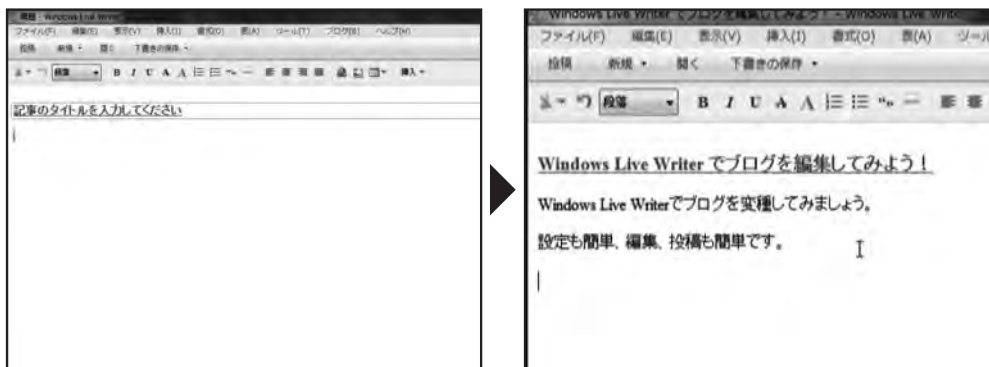 無題 - Windows Live Writer
ファイル(F) 編集(E) 表示(V) 挿入(I) 書式(O) 表(A) ツール(T) ブログ(B) ヘルプ(H)
投稿 新規 開く 下書きの保存
段落 B I U A A 挿入
記事のタイトルを入力してください
Windows Live Writer でブログを編集してみよう! - Windows Live Write
ファイル(F) 編集(E) 表示(V) 挿入(I) 書式(O) 表(A) ツール
投稿 新規 開く 下書きの保存
段落 B I U A A
Windows Live Writer でブログを編集してみよう!
Windows Live Writerでブログを変種してみましょう。
設定も簡単、編集、投稿も簡単です。